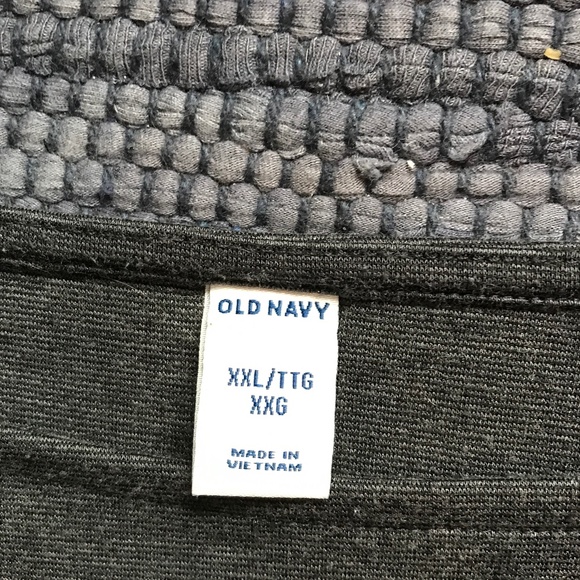 OLD NAVY
XXL/TTG
XXG
MADE IN
VIETNAM